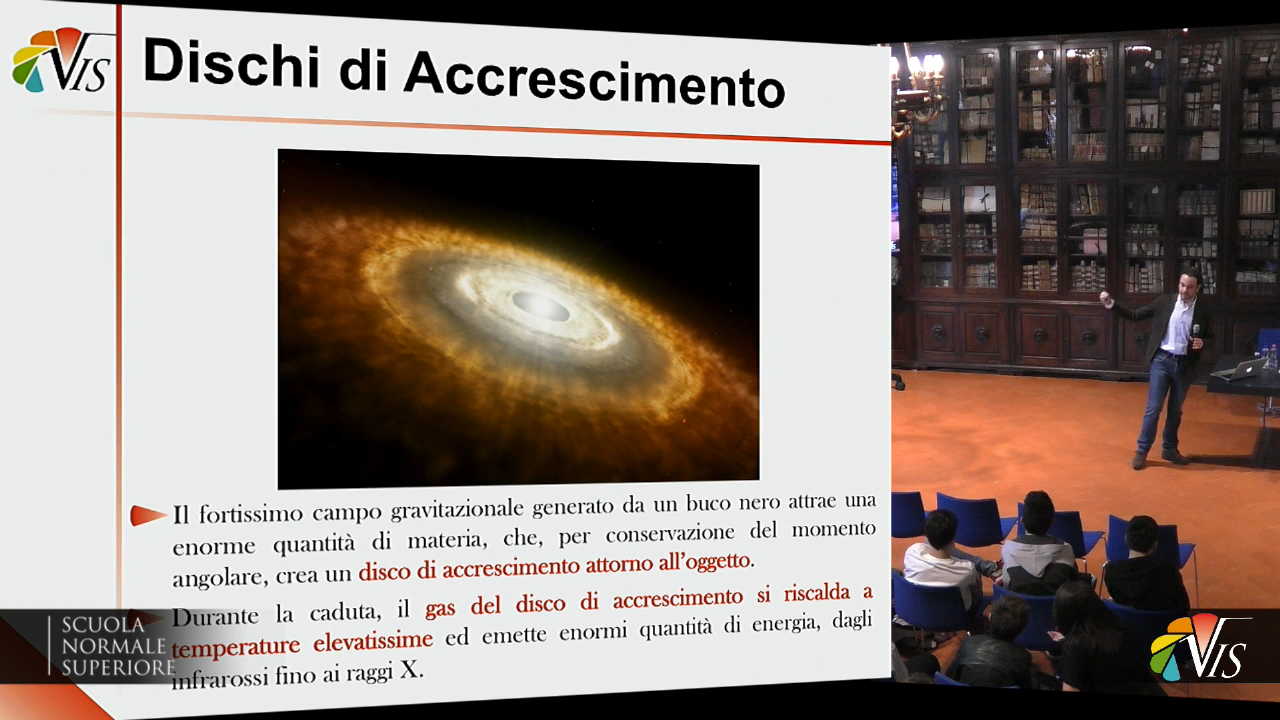 VIS
Dischi di Accrescimento
Il fortissimo campo gravitazionale generato da un buco nero attrae una
enorme quantità di materia, che, per conservazione del momento
angolare, crea un disco di accrescimento attorno all'oggetto.
Durante la caduta, il gas del disco di accrescimento si riscalda a
temperature elevatissime ed emette enormi quantità di energia, dagli
infrarossi fino ai raggi X.
SCUOLA
NORMALE
SUPERIORE
VIS